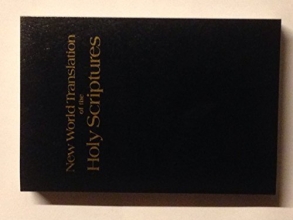 New World Translation
of the
Holy Scriptures